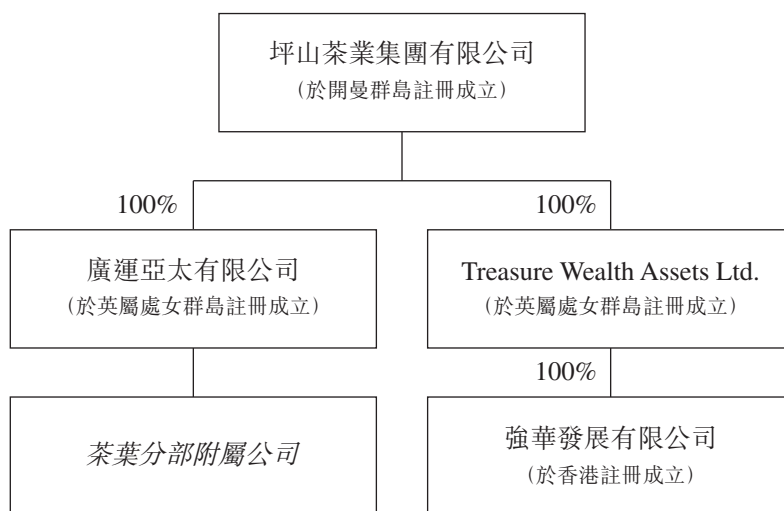 坪山茶業集團有限公司
（於開曼群島註冊成立）
100%
100%
廣運亞太有限公司
（於英屬處女群島註冊成立）
Treasure Wealth Assets Ltd.
（於英屬處女群島註冊成立）
100%
茶葉分部附屬公司
強華發展有限公司
（於香港註冊成立）